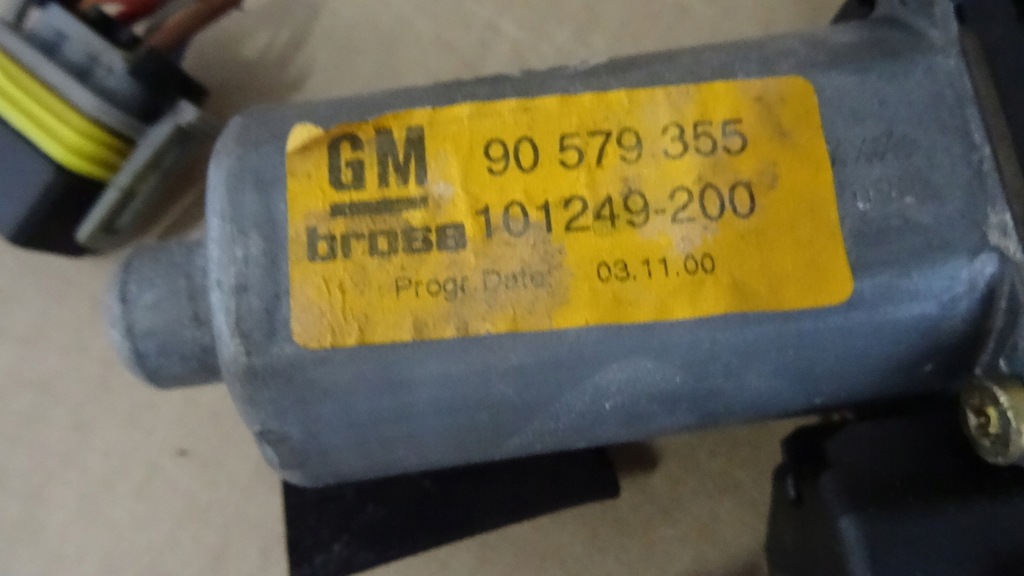 GM 90 579 355
brose 101249-200
Progr. Date: 03.11.00